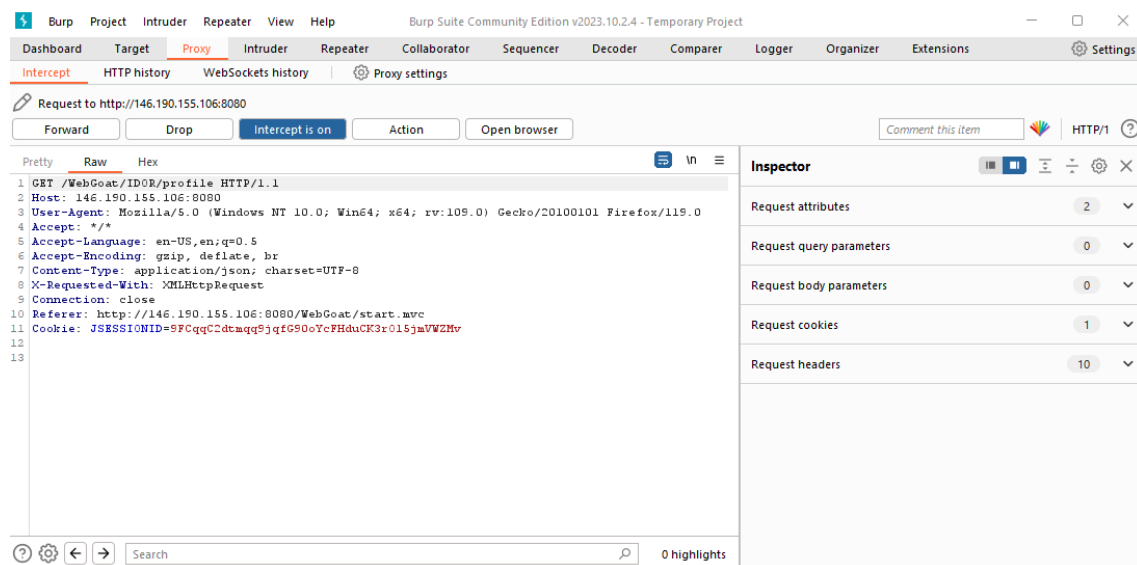 Burp Project Intruder Repeater View Help Burp Suite Community Edition v2023.10.2.4 - Temporary Project
Dashboard Target Proxy Intruder Repeater Collaborator Sequencer Decoder Comparer Logger Organizer Extensions Settings
Intercept HTTP history WebSockets history Proxy settings
Request to http://146.190.155.106:8080
Forward Drop Intercept is on Action Open browser Comment this item HTTP/1 ?
Pretty Raw Hex \n Inspector
1 GET /WebGoat/IDOR/profile HTTP/1.1
2 Host: 146.190.155.106:8080
3 User-Agent: Mozilla/5.0 (Windows NT 10.0; Win64; x64; rv:109.0) Gecko/20100101 Firefox/119.0
4 Accept: */*
5 Accept-Language: en-US,en;q=0.5
6 Accept-Encoding: gzip, deflate, br
7 Content-Type: application/json; charset=UTF-8
8 X-Requested-With: XMLHttpRequest
9 Connection: close
10 Referer: http://146.190.155.106:8080/WebGoat/start.mvc
11 Cookie: JSESSIONID=9FCqqC2dtmqq9jqfG90oYcFHduCK3r0l5jmVWZMv
12
13
Request attributes 2
Request query parameters 0
Request body parameters 0
Request cookies 1
Request headers 10
? Search 0 highlights